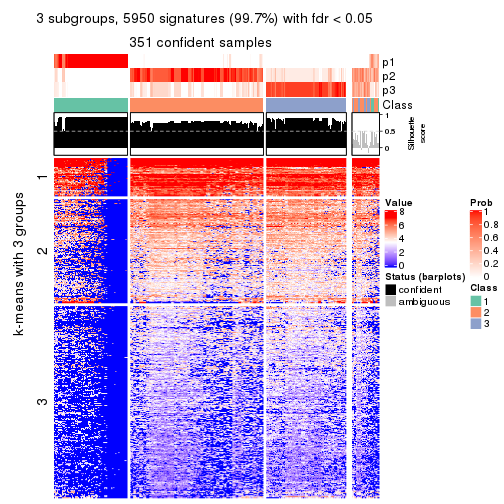 3 subgroups, 5950 signatures (99.7%) with fdr < 0.05
351 confident samples
p1
p2
p3
Class
1
0.5
0
Silhouette
score
k-means with 3 groups
1
2
3
Value
8
6
4
2
0
Status (barplots)
confident
ambiguous
Prob
1
0.8
0.6
0.4
0.2
0
Class
1
2
3